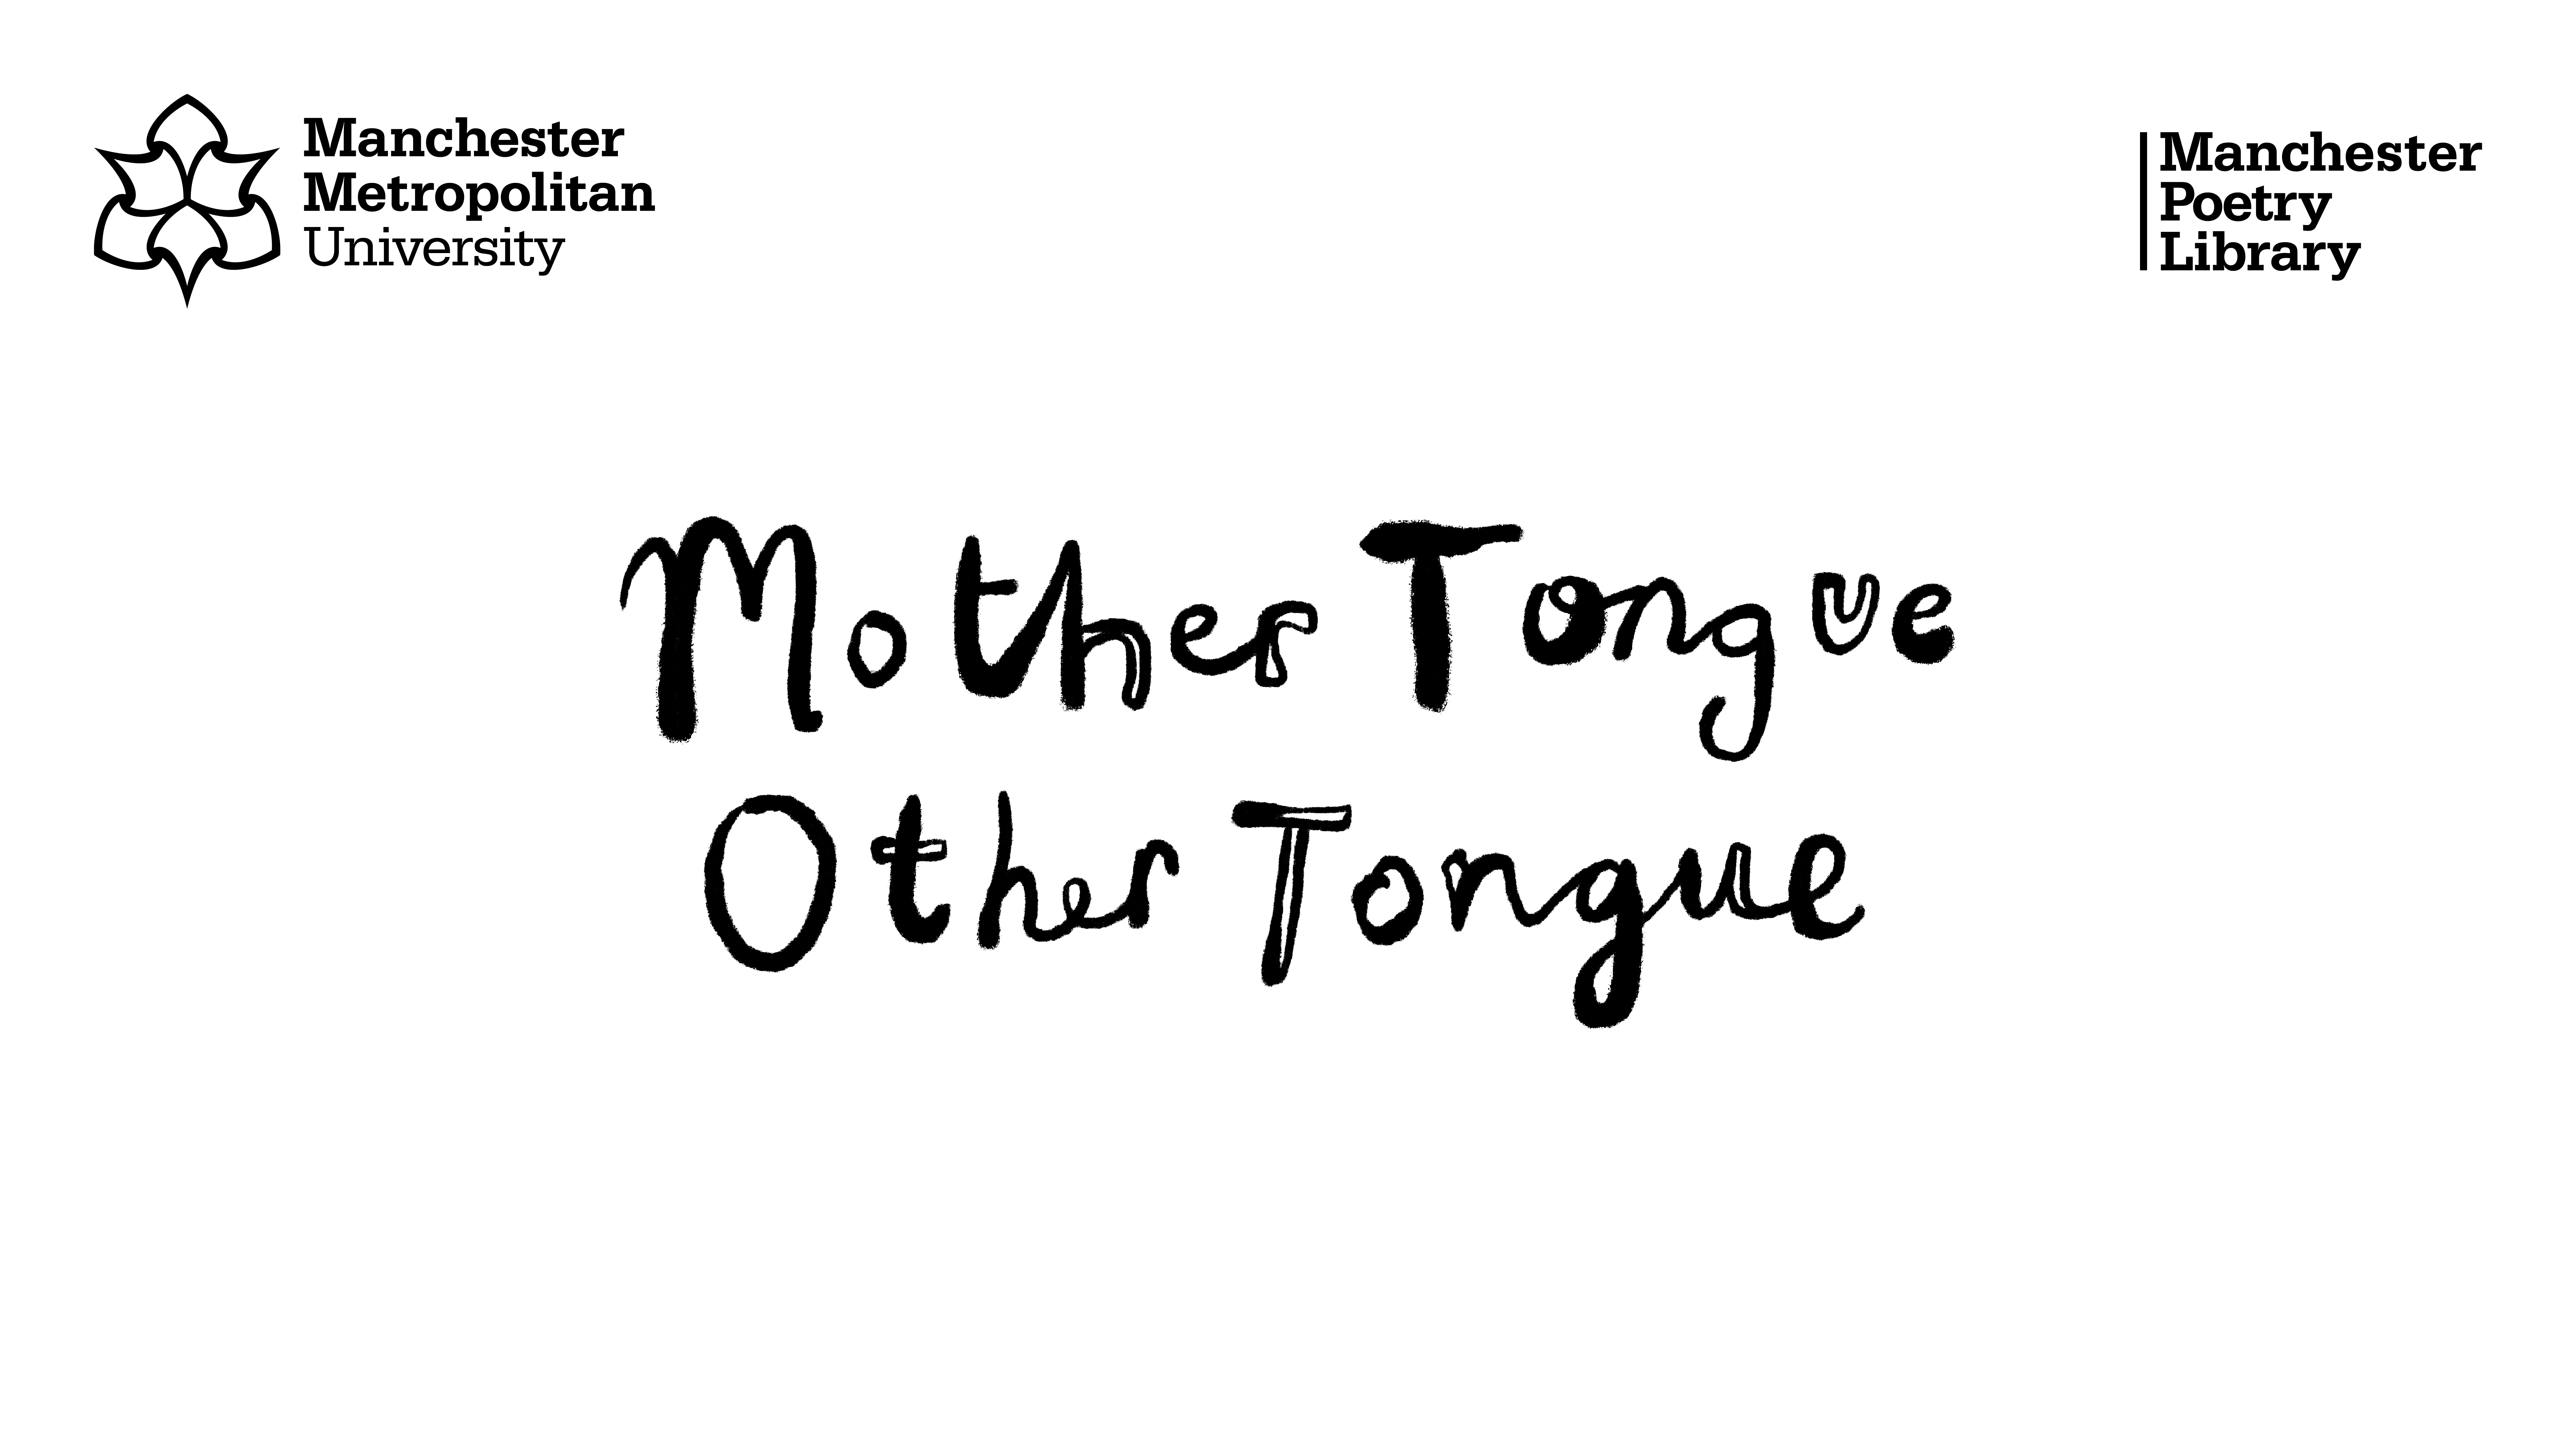 Manchester
Metropolitan
University
Manchester
Poetry
Library
Mother Tongue
Other Tongue